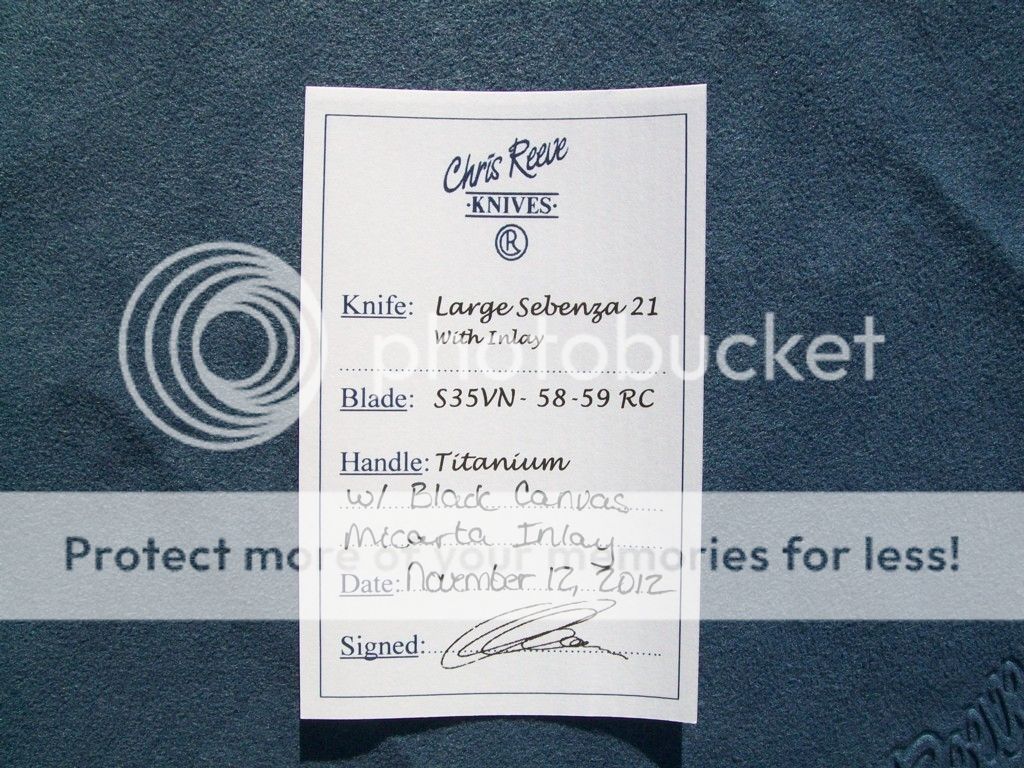 Chris Reeve
·KNIVES·
®
Knife: Large Sebenza 21
With Inlay
photobucket
Blade: S35VN - 58-59 RC
Handle: Titanium
w/ Black Canvas
Micarta Inlay
Protect more of your memories for less!
Date: November 12, 2012
Signed: